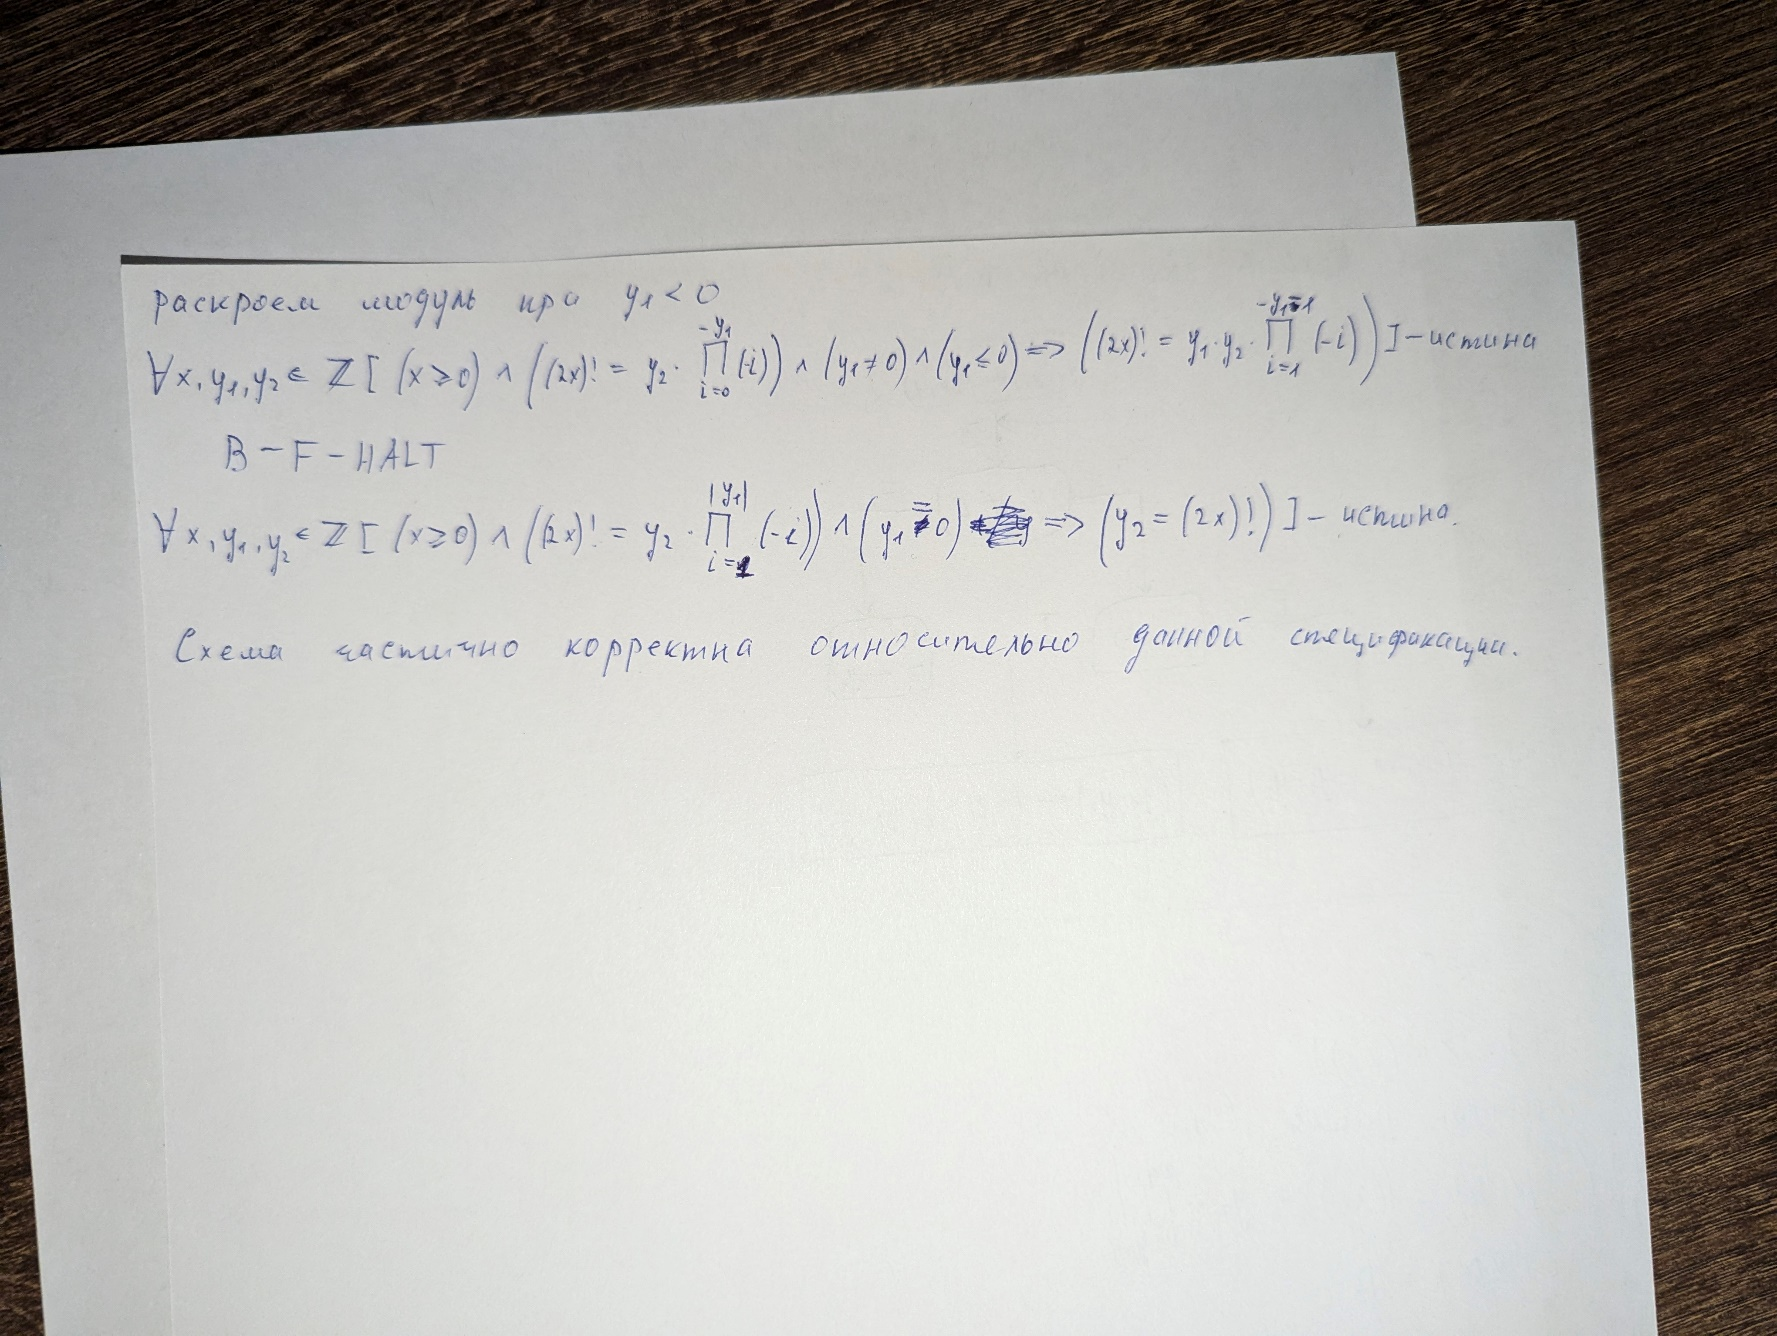 раскроем модуль при y₁ < 0
∀x, y₁, y₂ ∈ ℤ [ (x ≥ 0) ∧ ((2x)! = y₂ · ∏_{i=0}^{-y₁} (-i)) ∧ (y₁ ≠ 0) ∧ (y₁ ≤ 0) => ((2x)! = y₁ · y₂ · ∏_{i=1}^{-y₁-1} (-i)) ] - истина
B - F - HALT
∀x, y₁, y₂ ∈ ℤ [ (x ≥ 0) ∧ ((2x)! = y₂ · ∏_{i=1}^{|y₁|} (-i)) ∧ (y₁ = 0) => (y₂ = (2x)!) ] - истина.
Схема частично корректна относительно данной спецификации.